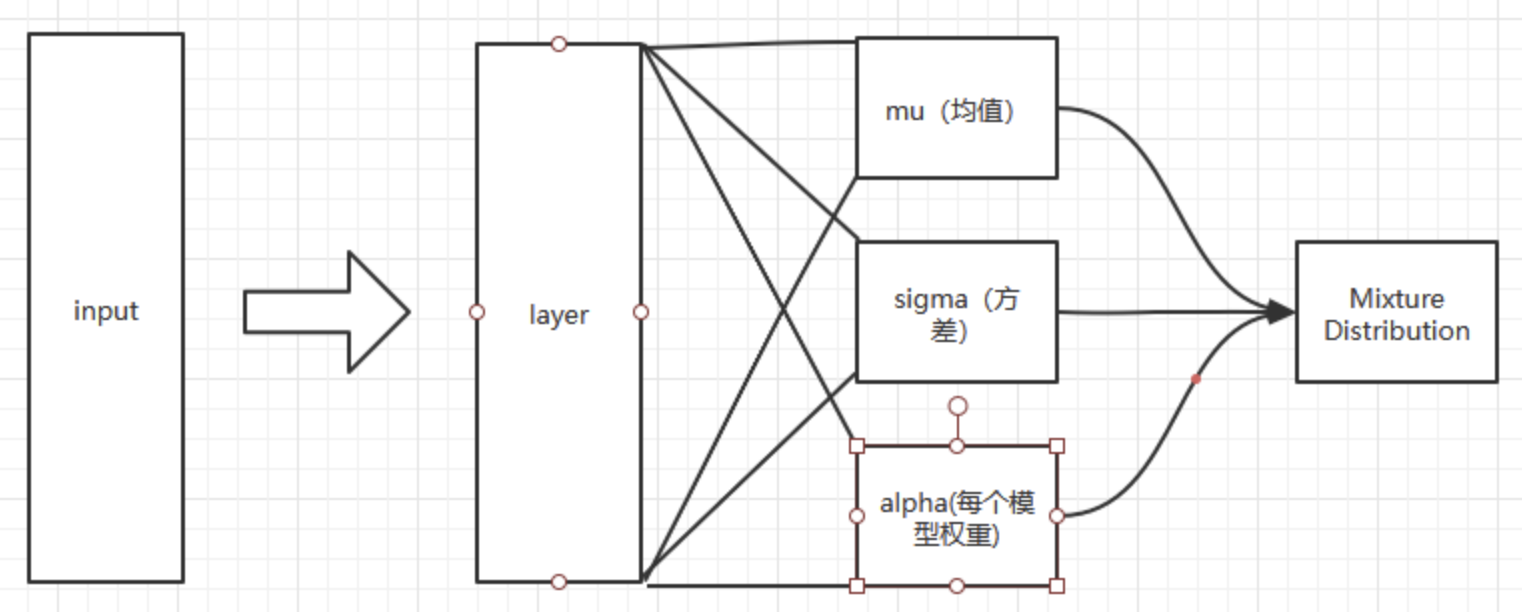 input
layer
mu（均值）
sigma（方
差）
alpha(每个模
型权重)
Mixture
Distribution